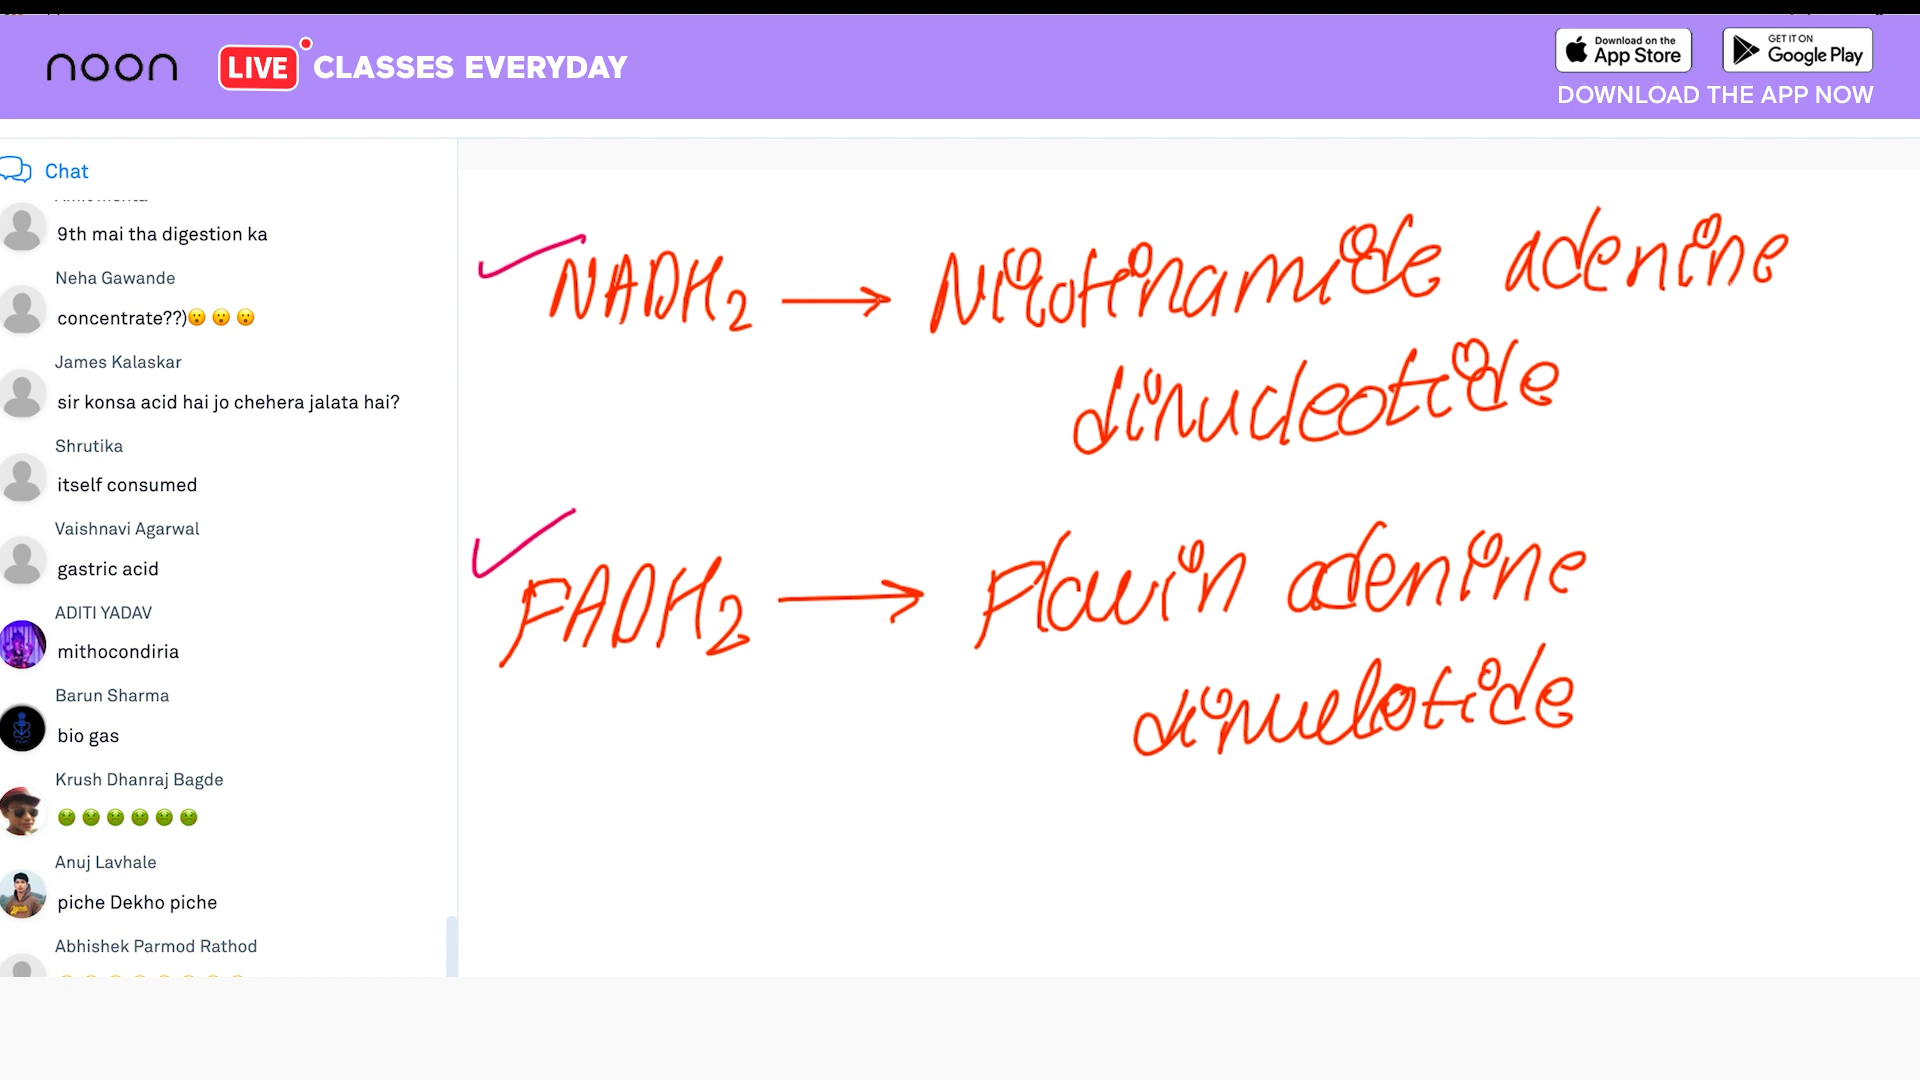 noon LIVE CLASSES EVERYDAY
Download on the App Store
GET IT ON Google Play
DOWNLOAD THE APP NOW
Chat
9th mai tha digestion ka
Neha Gawande
concentrate??)😮 😮 😮
James Kalaskar
sir konsa acid hai jo chehera jalata hai?
Shrutika
itself consumed
Vaishnavi Agarwal
gastric acid
ADITI YADAV
mithocondiria
Barun Sharma
bio gas
Krush Dhanraj Bagde
🤢 🤢 🤢 🤢 🤢 🤢
Anuj Lavhale
piche Dekho piche
Abhishek Parmod Rathod
NADH2 → Nicotinamide adenine
dinucleotide
FADH2 → Flavin adenine
dinuclotide